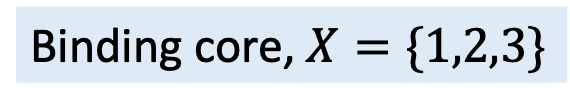 Binding core, X = {1,2,3}